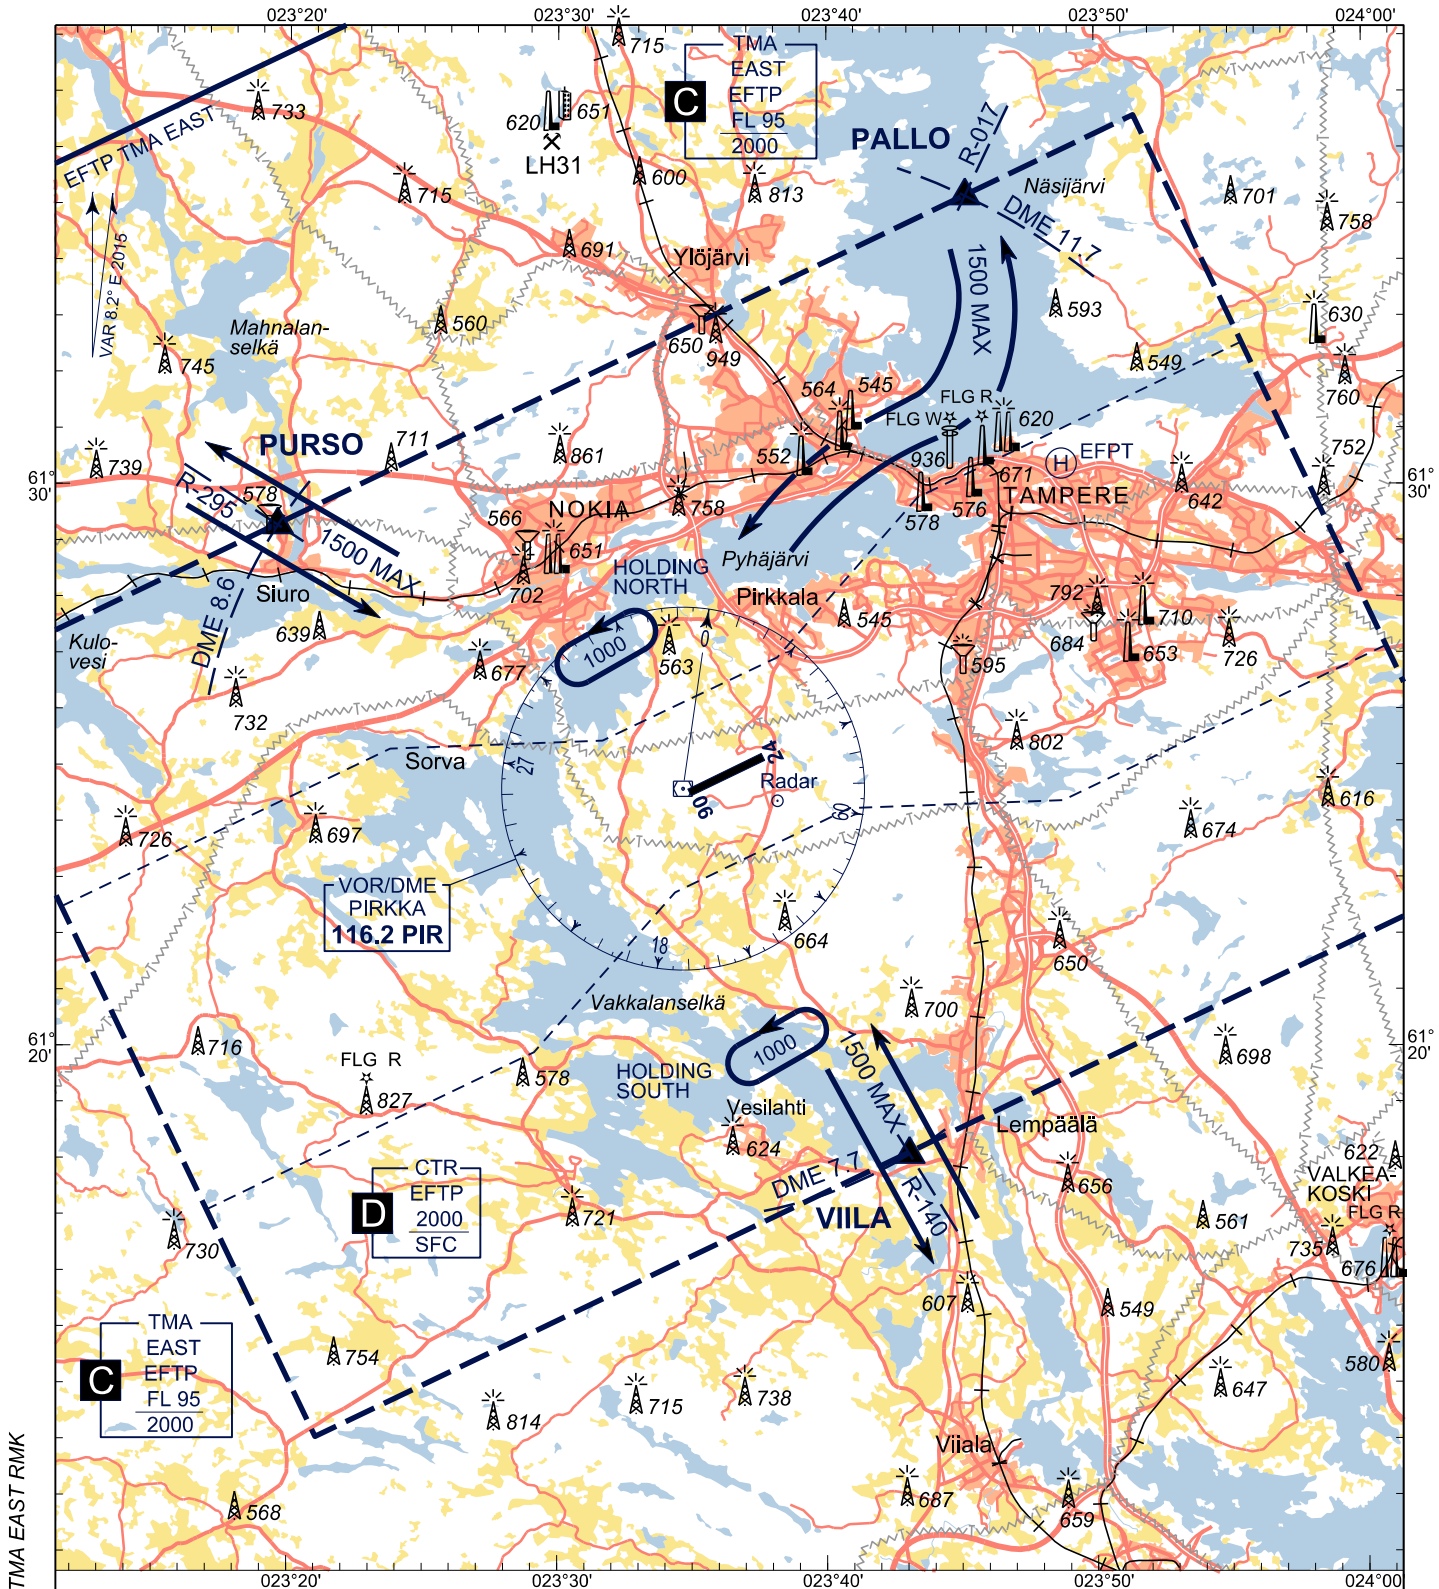 023°20'
023°30'
023°40'
023°50'
024°00'
715
TMA
EAST
EFTP
FL 95
2000
C
733
620
651
LH31
EFTP TMA EAST
PALLO
R-017
Näsijärvi
DME 11.7
715
600
813
701
758
691
Ylöjärvi
1500 MAX
VAR 8.2° E 2015
Mahnalan-
selkä
560
593
630
745
650
949
549
760
564
545
FLG R
FLG W
620
PURSO
711
861
552
936
671
H
EFPT
752
739
R-295
578
758
578
576
TAMPERE
642
61°
30'
61°
30'
NOKIA
566
651
1500 MAX
702
HOLDING
NORTH
Pyhäjärvi
Siuro
Pirkkala
545
792
710
684
653
726
639
Kulo-
vesi
DME 8.6
1000
563
0
677
595
732
802
Sorva
27
24
Radar
06
09
616
674
726
697
VOR/DME
PIRKKA
116.2 PIR
18
664
650
Vakkalanselkä
700
61°
20'
61°
20'
716
FLG R
827
578
HOLDING
SOUTH
1000
1500 MAX
698
Vesilahti
624
Lempäälä
622
VALKEA-
KOSKI
FLG R
DME 7.7
VIILA
R-140
656
CTR
EFTP
2000
SFC
D
721
561
735
676
730
607
549
TMA
EAST
EFTP
FL 95
2000
C
754
580
647
814
715
738
Viiala
687
659
568
TMA EAST RMK
023°20'
023°30'
023°50'
024°00'